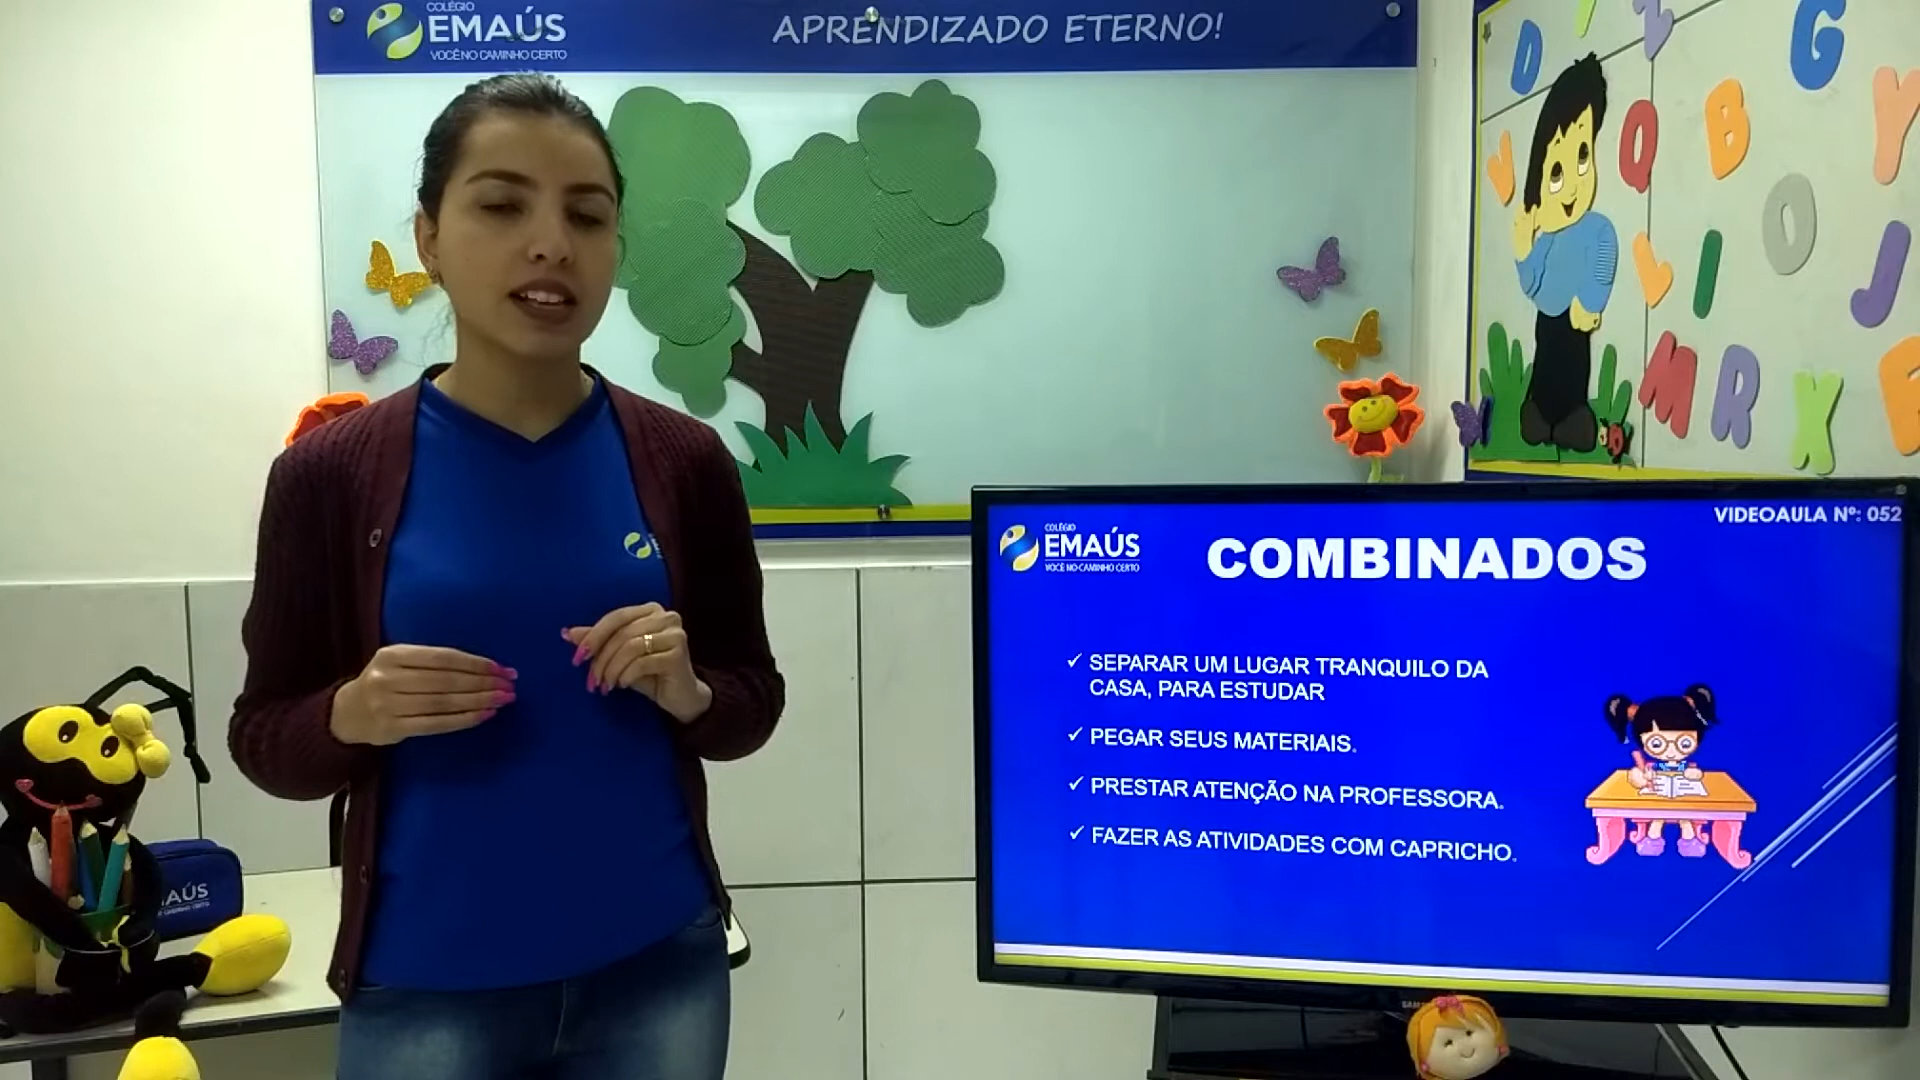 COLÉGIO
EMAÚS
VOCÊ NO CAMINHO CERTO
APRENDIZADO ETERNO!
D
Z
G
V
Q
B
Y
O
L
I
J
M
R
X
VIDEOAULA Nº: 052
COLÉGIO
EMAÚS
VOCÊ NO CAMINHO CERTO
COMBINADOS
✓ SEPARAR UM LUGAR TRANQUILO DA
CASA, PARA ESTUDAR
✓ PEGAR SEUS MATERIAIS.
✓ PRESTAR ATENÇÃO NA PROFESSORA.
✓ FAZER AS ATIVIDADES COM CAPRICHO.